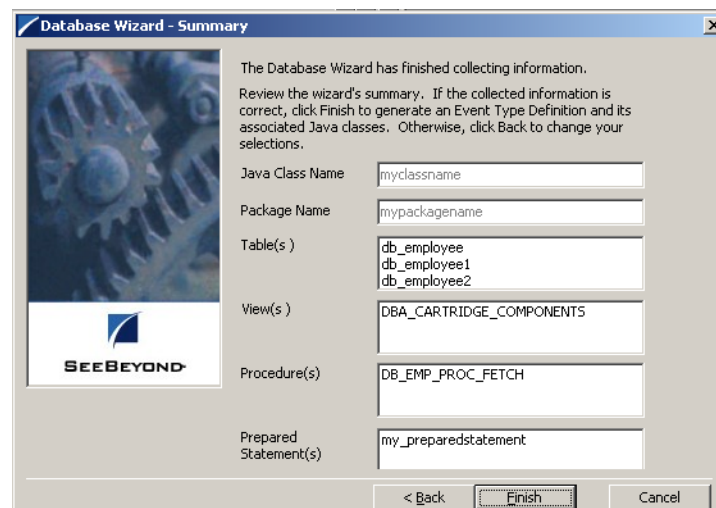 Database Wizard - Summary
The Database Wizard has finished collecting information.
Review the wizard's summary. If the collected information is
correct, click Finish to generate an Event Type Definition and its
associated Java classes. Otherwise, click Back to change your
selections.
Java Class Name
myclassname
Package Name
mypackagename
Table(s )
db_employee
db_employee1
db_employee2
View(s )
DBA_CARTRIDGE_COMPONENTS
SEEBEYOND
Procedure(s)
DB_EMP_PROC_FETCH
Prepared
Statement(s)
my_preparedstatement
< Back
Finish
Cancel